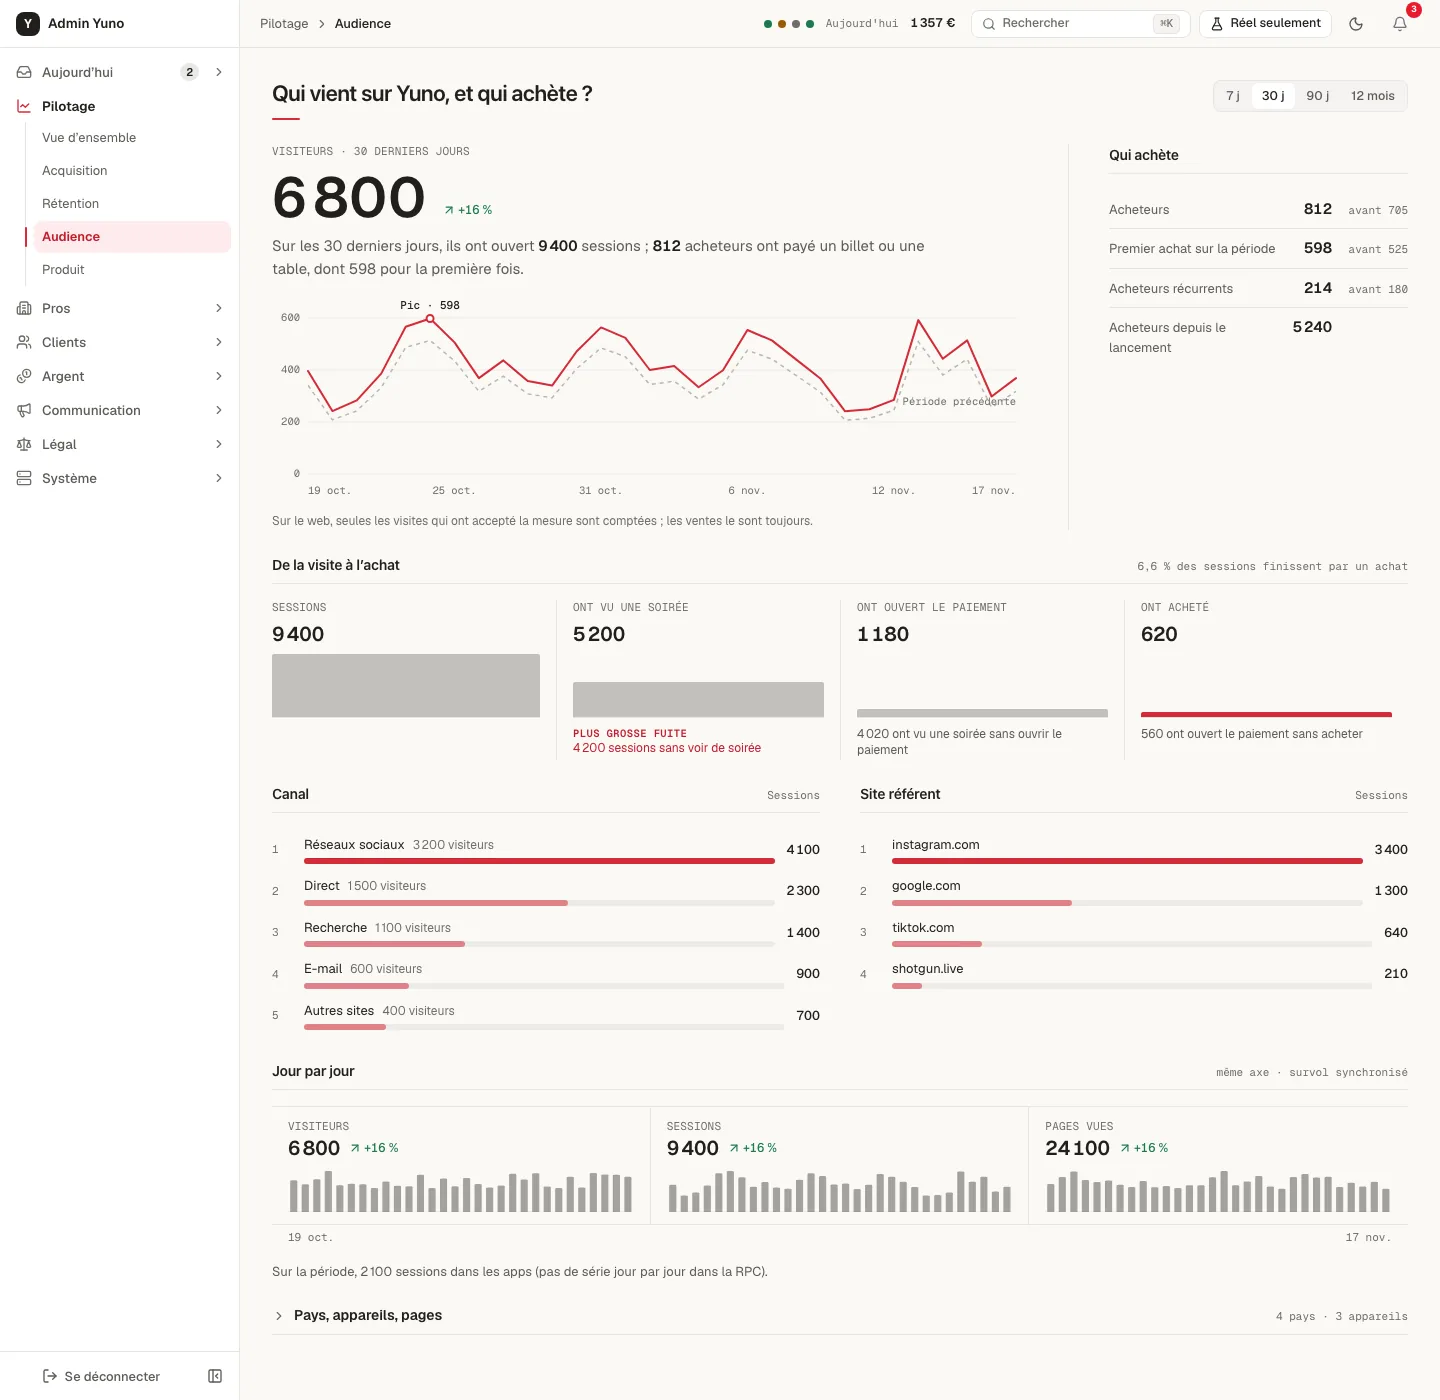 Y Admin Yuno
Aujourd'hui 2
Pilotage
Vue d'ensemble
Acquisition
Rétention
Audience
Produit
Pros
Clients
Argent
Communication
Légal
Système
Se déconnecter
Pilotage > Audience
Aujourd'hui 1 357 €
Rechercher ⌘K
Réel seulement
3
Qui vient sur Yuno, et qui achète ?
7 j 30 j 90 j 12 mois
VISITEURS · 30 DERNIERS JOURS
6 800 +16 %
Sur les 30 derniers jours, ils ont ouvert 9 400 sessions ; 812 acheteurs ont payé un billet ou une
table, dont 598 pour la première fois.
Pic · 598
600
400
Période précédente
200
0
19 oct. 25 oct. 31 oct. 6 nov. 12 nov. 17 nov.
Sur le web, seules les visites qui ont accepté la mesure sont comptées ; les ventes le sont toujours.
Qui achète
Acheteurs 812 avant 705
Premier achat sur la période 598 avant 525
Acheteurs récurrents 214 avant 180
Acheteurs depuis le 5 240
lancement
De la visite à l'achat 6,6 % des sessions finissent par un achat
SESSIONS
9 400
ONT VU UNE SOIRÉE
5 200
PLUS GROSSE FUITE
4 200 sessions sans voir de soirée
ONT OUVERT LE PAIEMENT
1 180
4 020 ont vu une soirée sans ouvrir le
paiement
ONT ACHETÉ
620
560 ont ouvert le paiement sans acheter
Canal Sessions
1 Réseaux sociaux 3 200 visiteurs 4 100
2 Direct 1 500 visiteurs 2 300
3 Recherche 1 100 visiteurs 1 400
4 E-mail 600 visiteurs 900
5 Autres sites 400 visiteurs 700
Site référent Sessions
1 instagram.com 3 400
2 google.com 1 300
3 tiktok.com 640
4 shotgun.live 210
Jour par jour même axe · survol synchronisé
VISITEURS
6 800 +16 %
SESSIONS
9 400 +16 %
PAGES VUES
24 100 +16 %
19 oct. 17 nov.
Sur la période, 2 100 sessions dans les apps (pas de série jour par jour dans la RPC).
Pays, appareils, pages 4 pays · 3 appareils